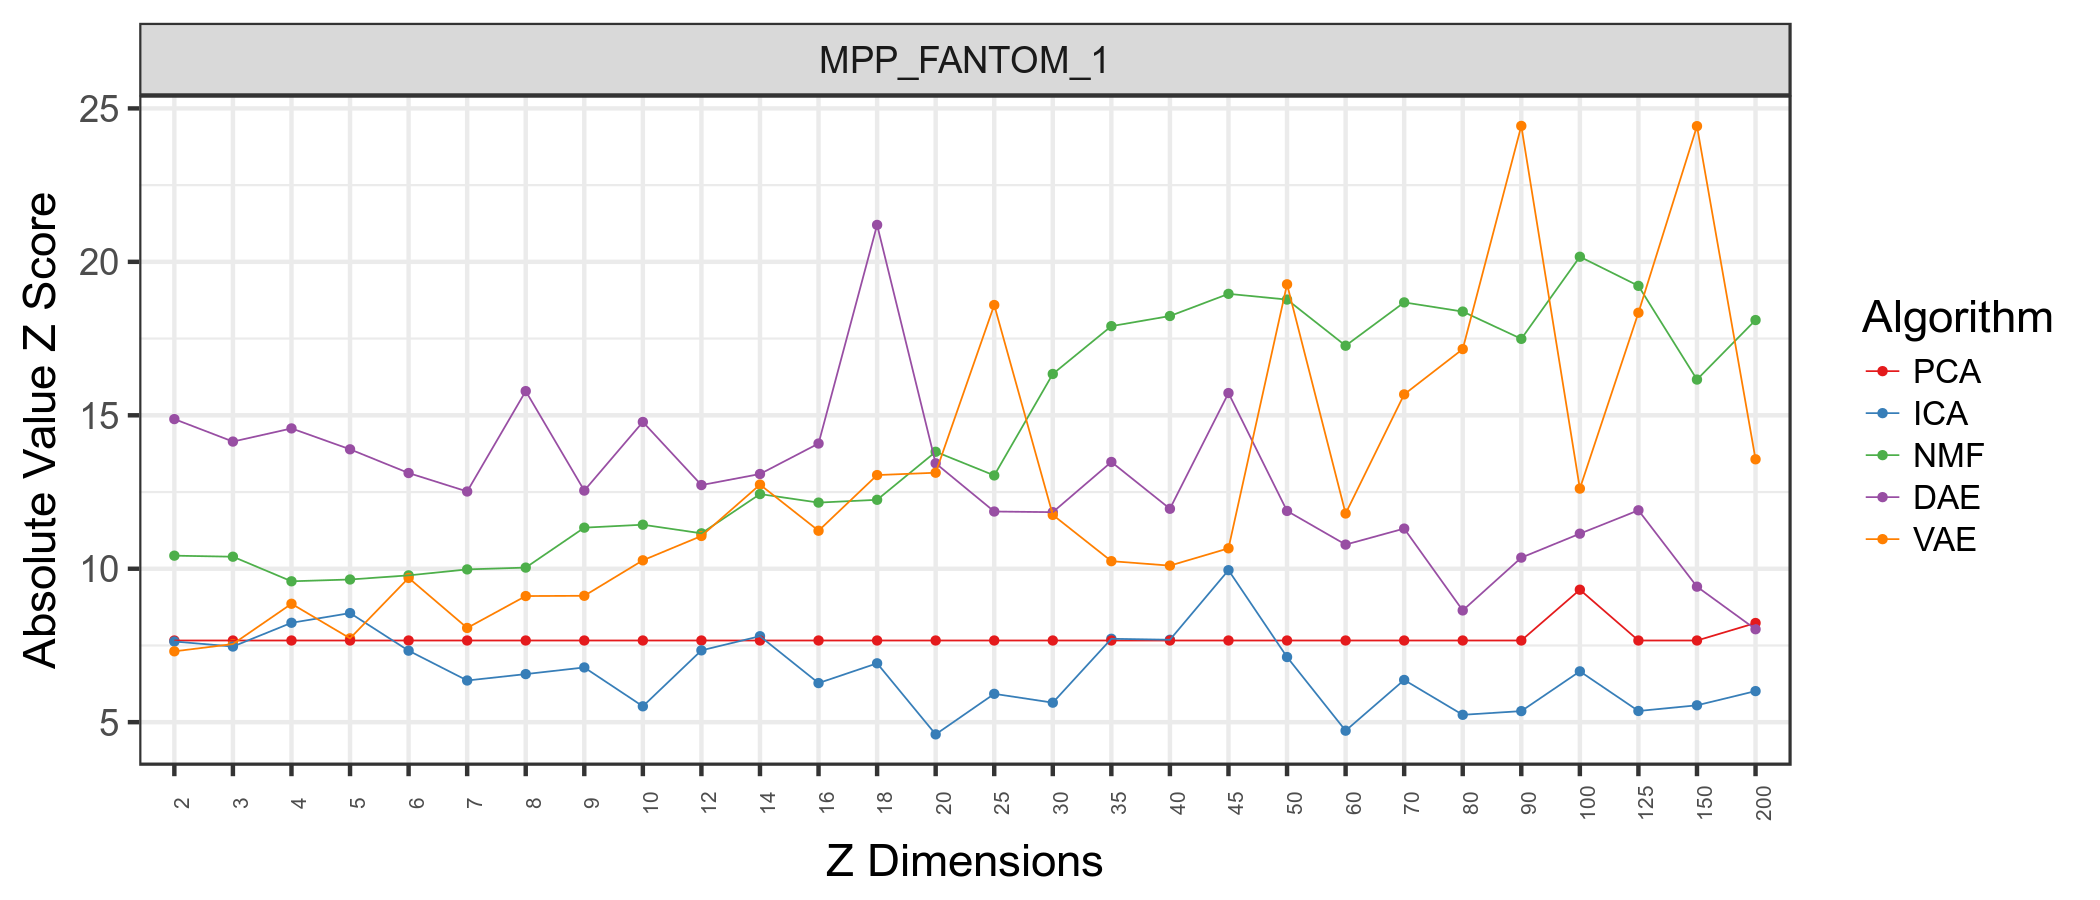 MPP_FANTOM_1
25
20
15
10
5
Absolute Value Z Score
2 3 4 5 6 7 8 9 10 12 14 16 18 20 25 30 35 40 45 50 60 70 80 90 100 125 150 200
Z Dimensions
Algorithm
PCA
ICA
NMF
DAE
VAE